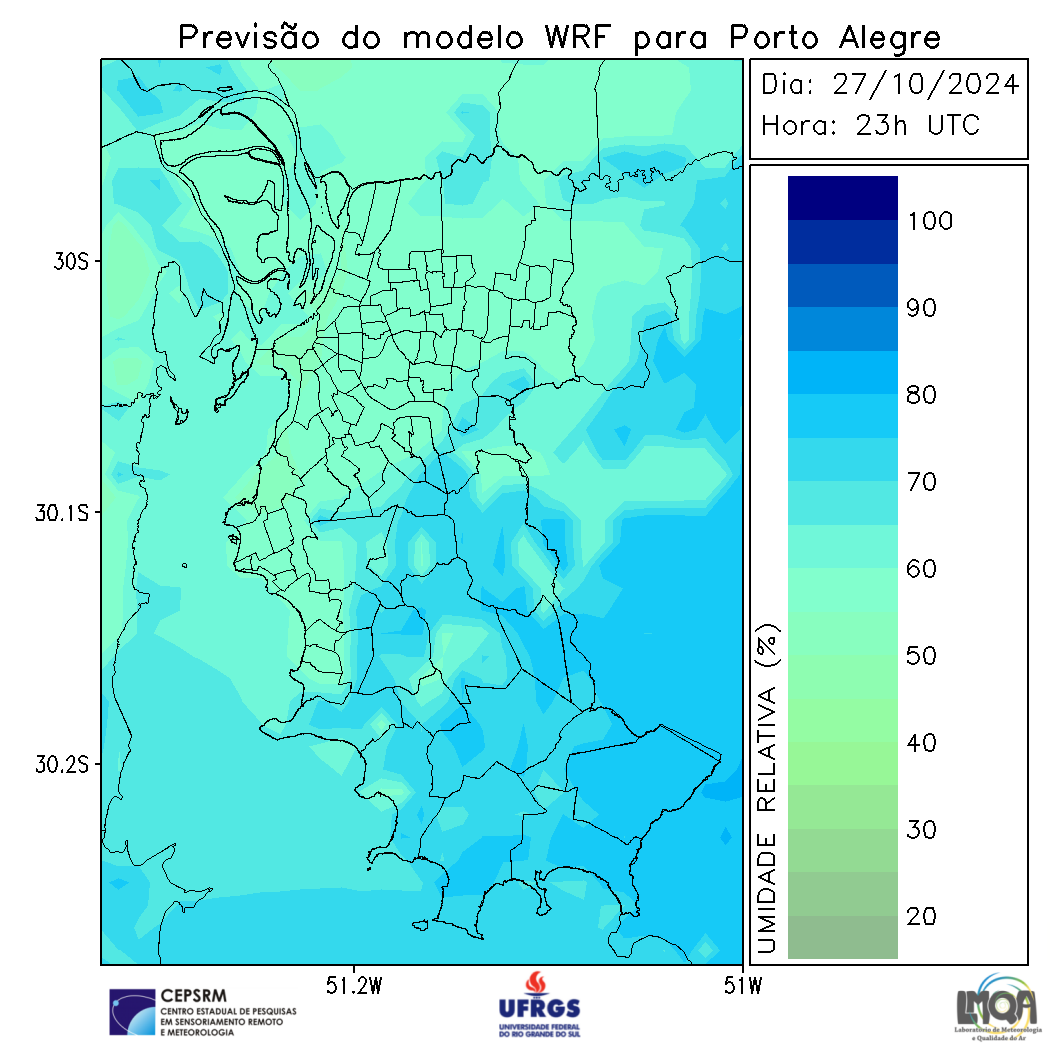 Previsão do modelo WRF para Porto Alegre
Dia: 27/10/2024
Hora: 23h UTC
30S
30.1S
30.2S
51.2W
51W
100
90
80
70
60
50
40
30
20
UMIDADE RELATIVA (%)
CEPSRM
CENTRO ESTADUAL DE PESQUISAS
EM SENSORIAMENTO REMOTO
E METEOROLOGIA
UFRGS
UNIVERSIDADE FEDERAL
DO RIO GRANDE DO SUL
LMQA
Laboratório de Meteorologia
e Qualidade do Ar